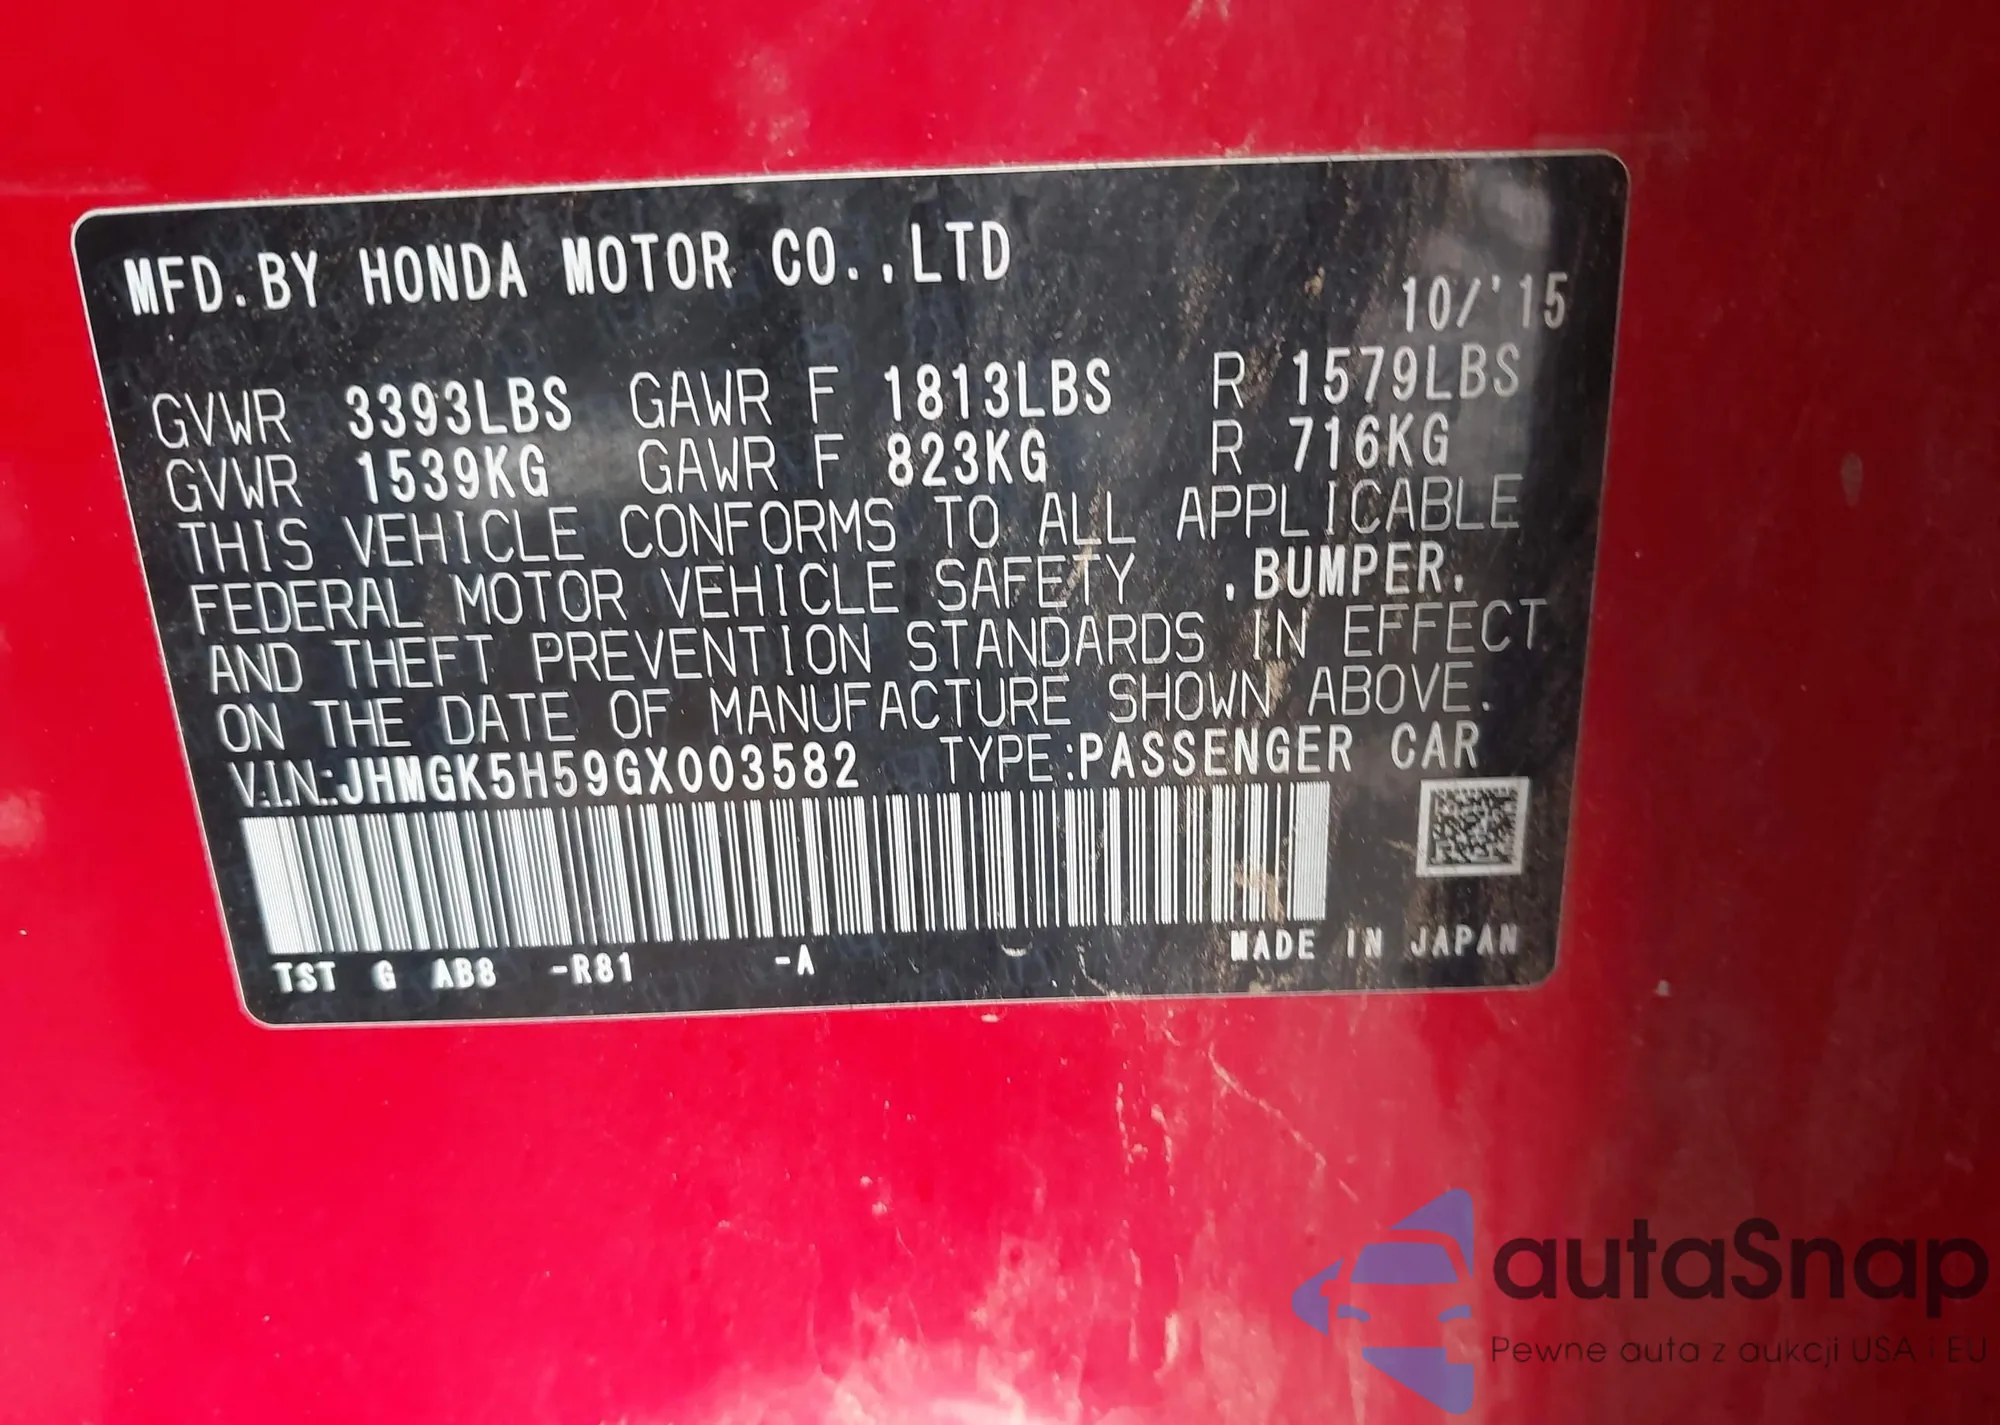 MFD.BY HONDA MOTOR CO.,LTD
10/'15
GVWR 3393LBS GAWR F 1813LBS R 1579LBS
GVWR 1539KG GAWR F 823KG R 716KG
THIS VEHICLE CONFORMS TO ALL APPLICABLE
FEDERAL MOTOR VEHICLE SAFETY ,BUMPER,
AND THEFT PREVENTION STANDARDS IN EFFECT
ON THE DATE OF MANUFACTURE SHOWN ABOVE.
V.I.N.:JHMGK5H59GX003582 TYPE:PASSENGER CAR
TST G AB8 -R81 -A MADE IN JAPAN
autaSnap
Pewne auta z aukcji USA i EU